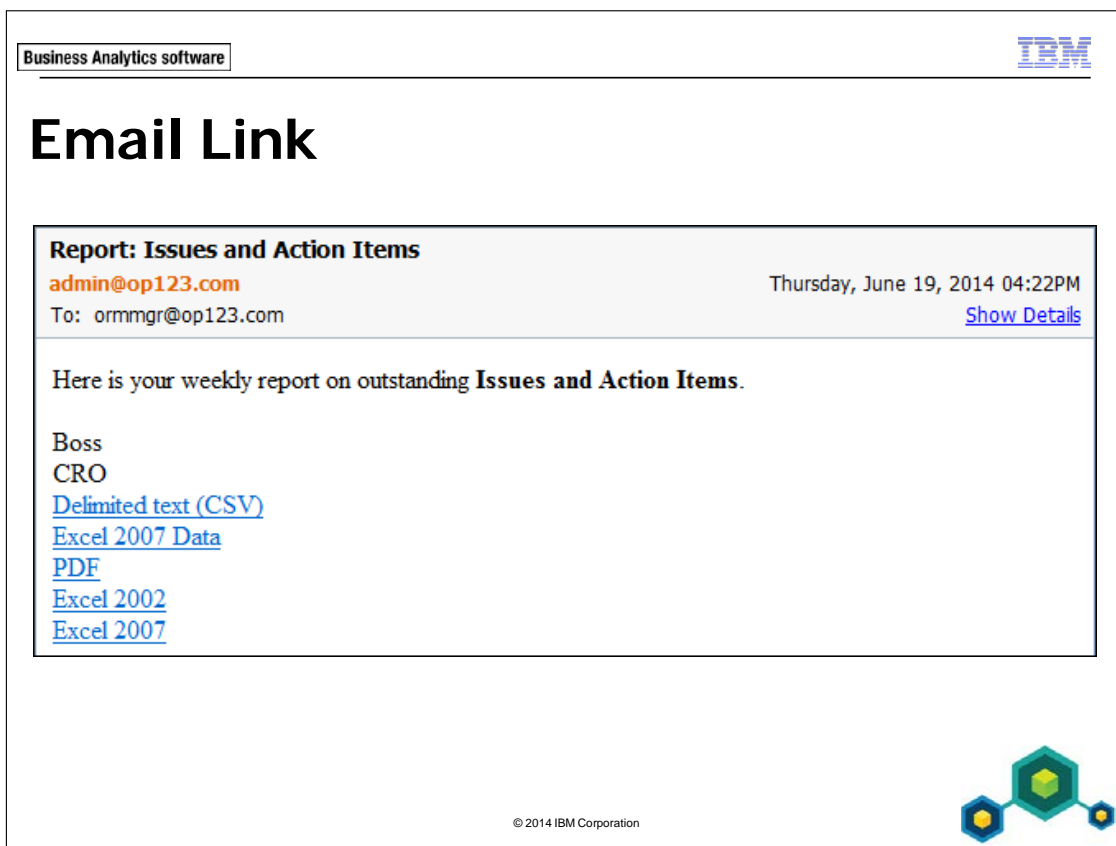 Business Analytics software
IBM
Email Link
Report: Issues and Action Items
admin@op123.com
Thursday, June 19, 2014 04:22PM
To: ormmgr@op123.com
Show Details
Here is your weekly report on outstanding Issues and Action Items.
Boss
CRO
Delimited text (CSV)
Excel 2007 Data
PDF
Excel 2002
Excel 2007
© 2014 IBM Corporation